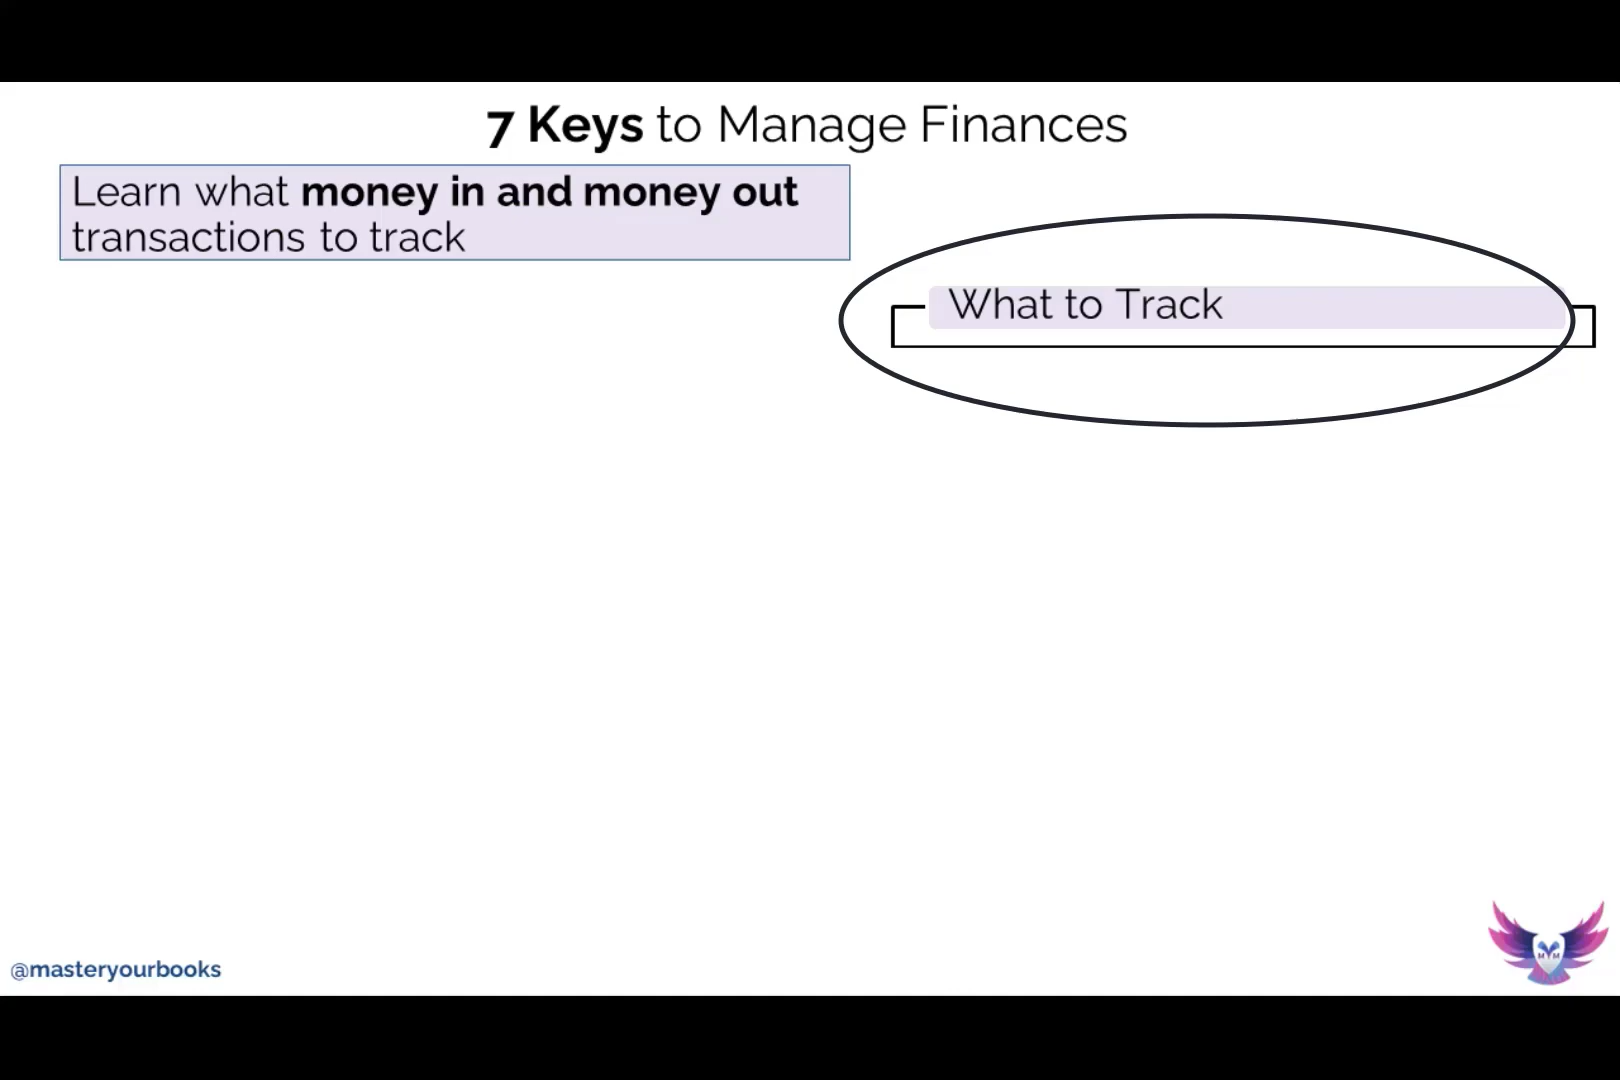 7 Keys to Manage Finances
Learn what money in and money out
transactions to track
What to Track
@masteryourbooks
MYM